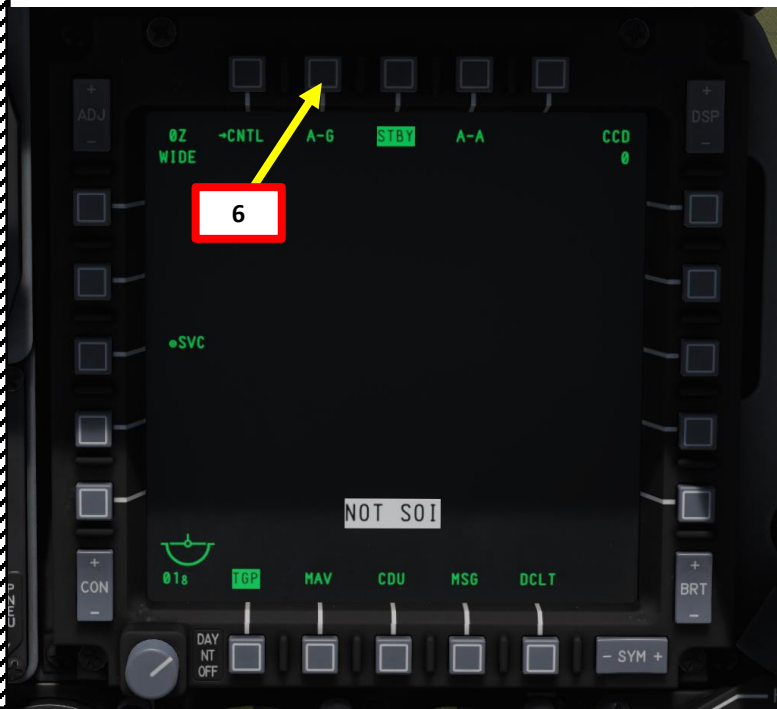 +
ADJ
-
+
DSP
-
0Z →CNTL A-G STBY A-A CCD
WIDE 0
6
●SVC
NOT SOI
018 TGP MAV CDU MSG DCLT
+
CON
-
+
BRT
-
DAY
NT
OFF
- SYM +